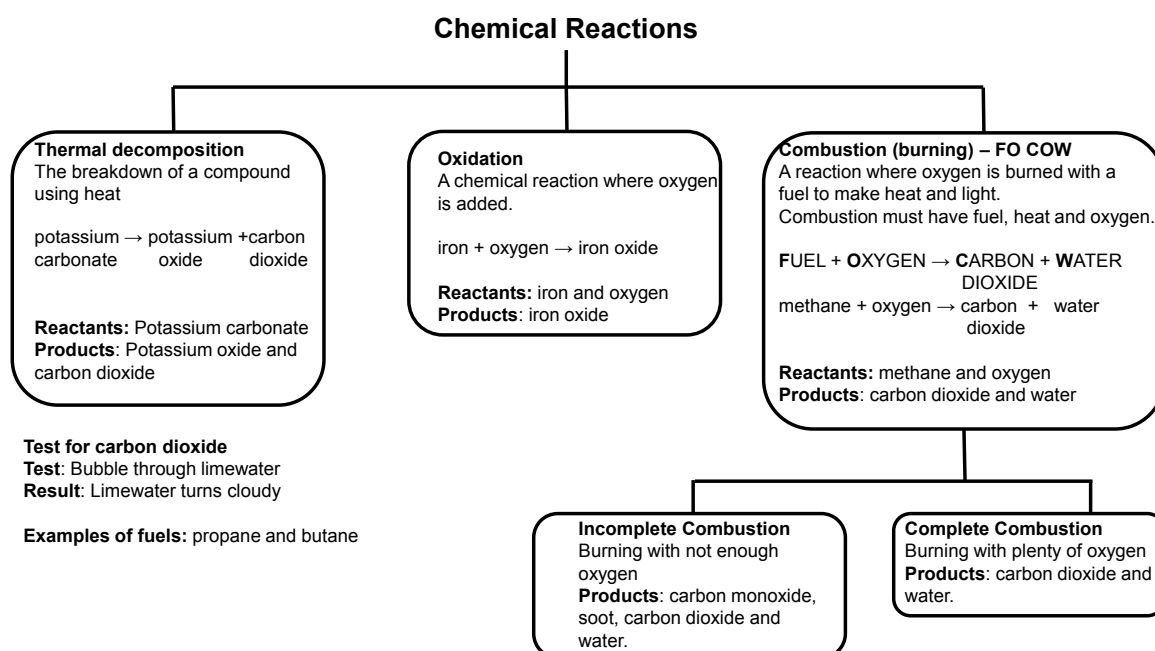 Chemical Reactions
Thermal decomposition
The breakdown of a compound
using heat
potassium → potassium +carbon
carbonate oxide dioxide
Reactants: Potassium carbonate
Products: Potassium oxide and
carbon dioxide
Oxidation
A chemical reaction where oxygen
is added.
iron + oxygen → iron oxide
Reactants: iron and oxygen
Products: iron oxide
Combustion (burning) – FO COW
A reaction where oxygen is burned with a
fuel to make heat and light.
Combustion must have fuel, heat and oxygen.
FUEL + OXYGEN → CARBON + WATER
DIOXIDE
methane + oxygen → carbon + water
dioxide
Reactants: methane and oxygen
Products: carbon dioxide and water
Test for carbon dioxide
Test: Bubble through limewater
Result: Limewater turns cloudy
Examples of fuels: propane and butane
Incomplete Combustion
Burning with not enough
oxygen
Products: carbon monoxide,
soot, carbon dioxide and
water.
Complete Combustion
Burning with plenty of oxygen
Products: carbon dioxide and
water.